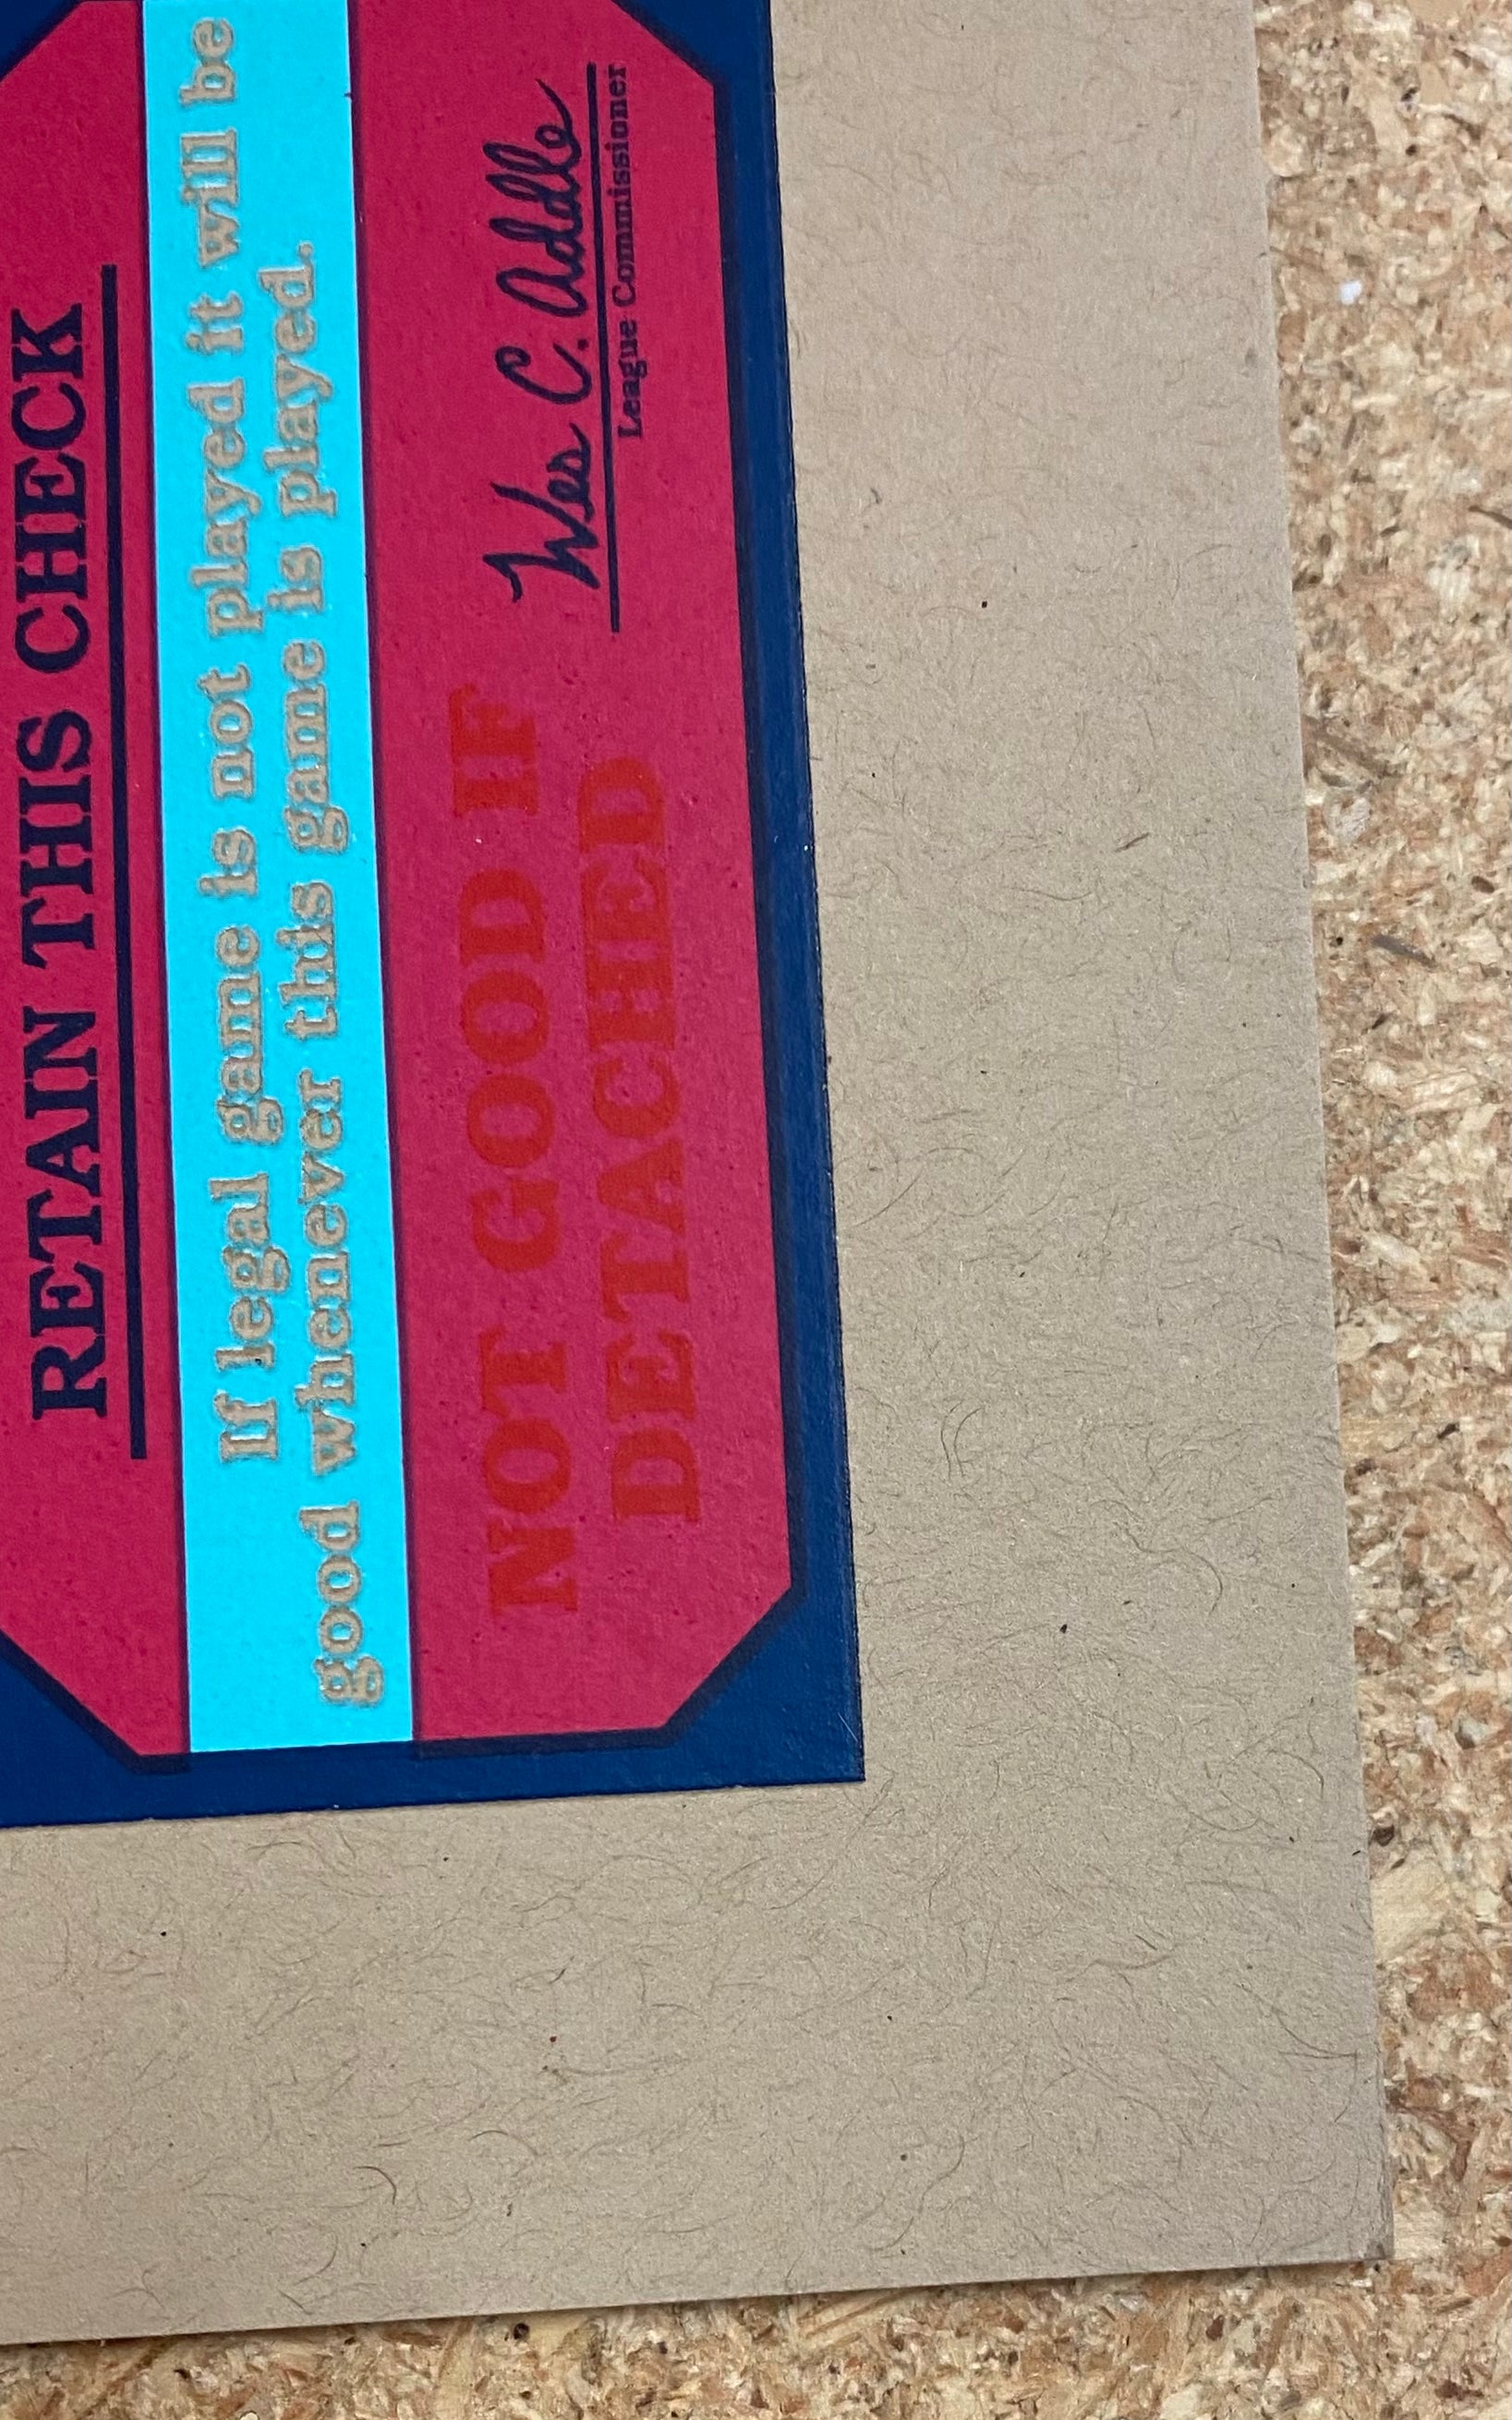 RETAIN THIS CHECK
If legal game is not played it will be
good whenever this game is played.
NOT GOOD IF
DETACHED
Wes C. Addle
League Commissioner